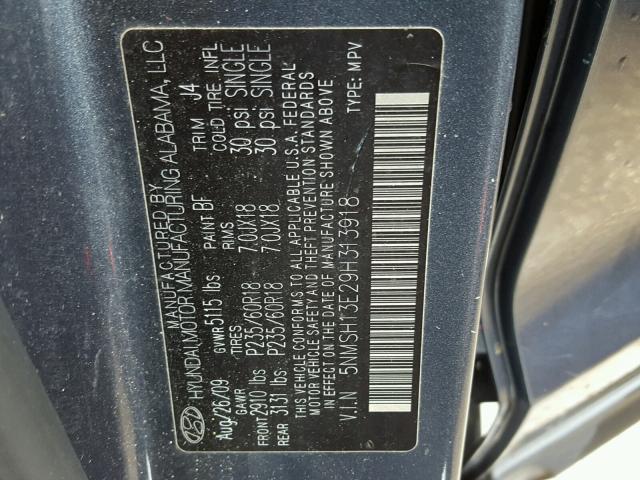 MANUFACTURED BY
HYUNDAI MOTOR MANUFACTURING ALABAMA, LLC
Aug/26/09 GVWR 5115 lbs. PAINT BF TRIM J4
GAWR TIRES RIMS COLD TIRE INFL
FRONT 2910 lbs P235/60R18 7.0JX18 30 psi SINGLE
REAR 3131 lbs. P235/60R18 7.0JX18 30 psi SINGLE
THIS VEHICLE CONFORMS TO ALL APPLICABLE U.S.A. FEDERAL
MOTOR VEHICLE SAFETY AND THEFT PREVENTION STANDARDS
IN EFFECT ON THE DATE OF MANUFACTURE SHOWN ABOVE
V.I.N 5NMSH13E29H313918 TYPE: MPV